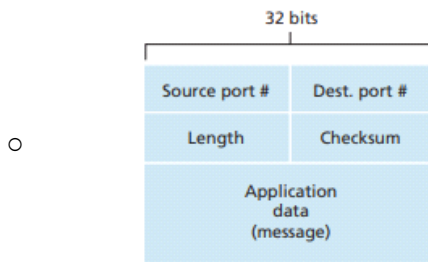 32 bits
Source port # Dest. port #
Length Checksum
Application
data
(message)